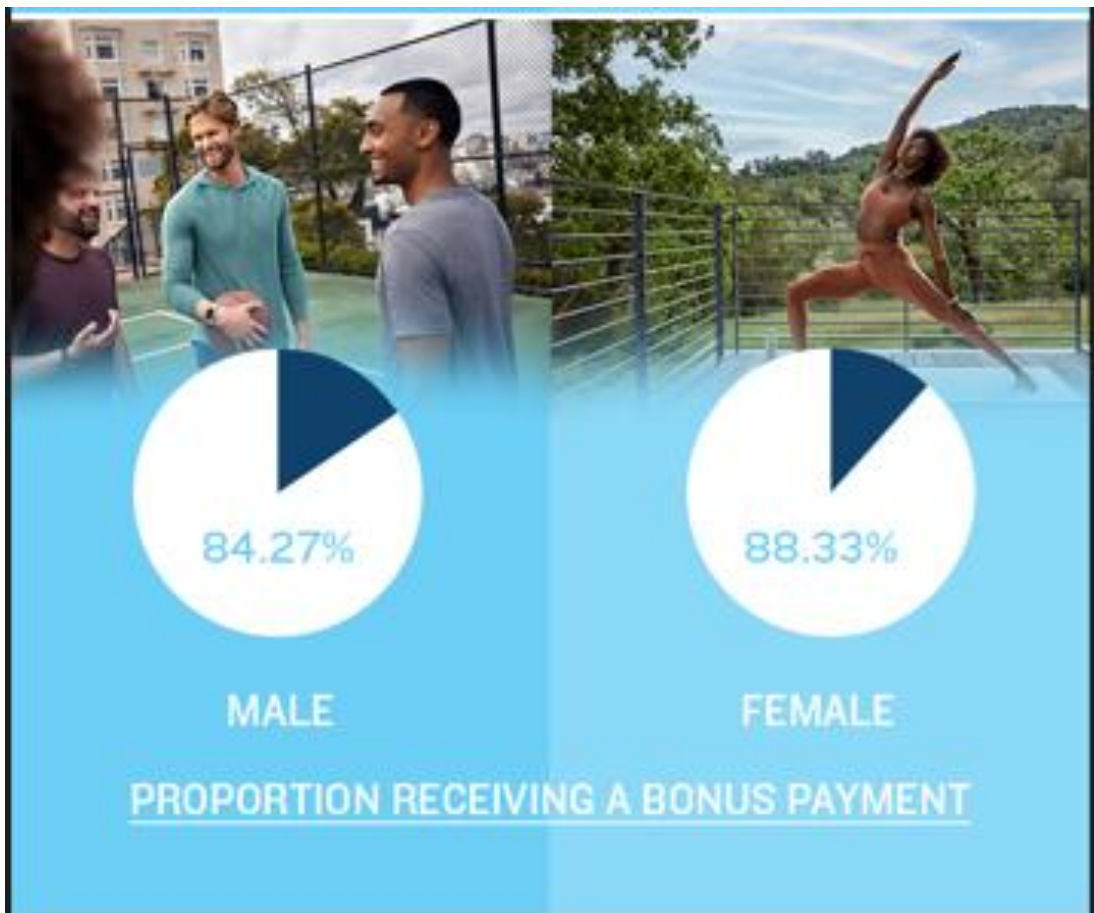 84.27%
88.33%
MALE
FEMALE
PROPORTION RECEIVING A BONUS PAYMENT